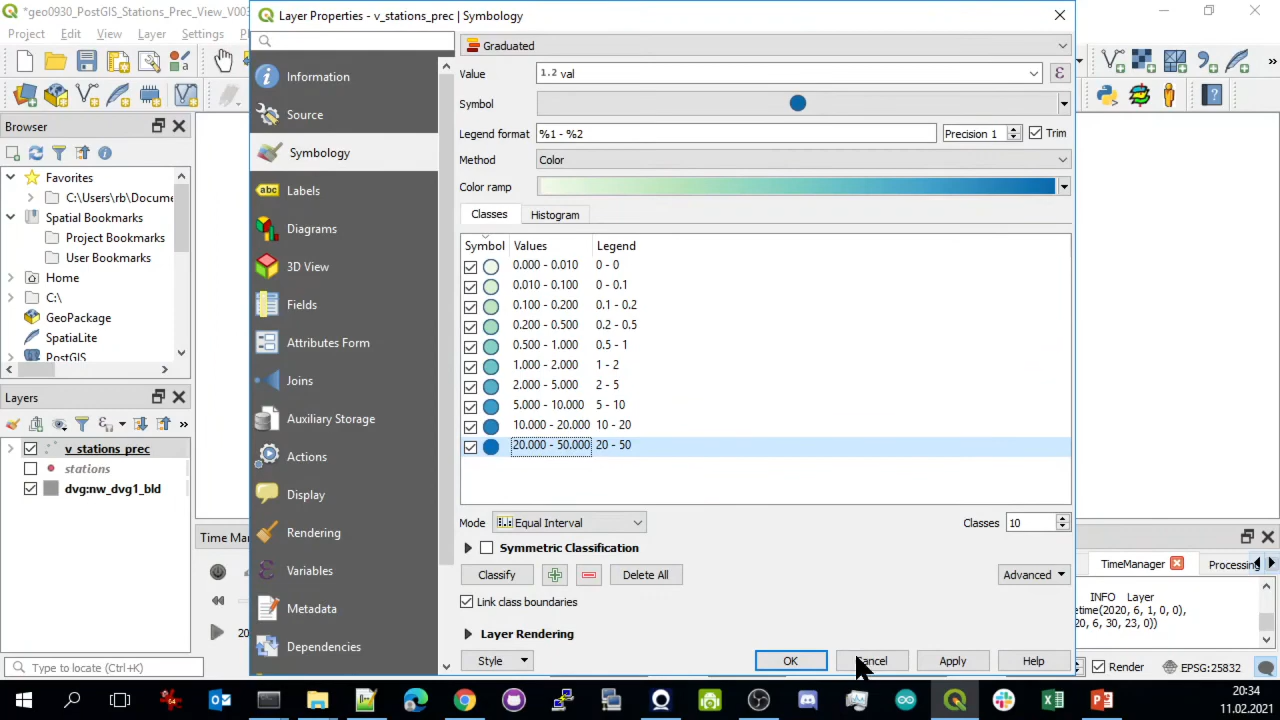 *geo0930_PostGIS_Stations_Prec_View_V003
Project Edit View Layer Settings
Layer Properties - v_stations_prec | Symbology
Information
Source
Symbology
Labels
Diagrams
3D View
Fields
Attributes Form
Joins
Auxiliary Storage
Actions
Display
Rendering
Variables
Metadata
Dependencies
Graduated
Value 1.2 val ε
Symbol
Legend format %1 - %2 Precision 1 Trim
Method Color
Color ramp
Classes Histogram
Symbol Values Legend
0.000 - 0.010 0 - 0
0.010 - 0.100 0 - 0.1
0.100 - 0.200 0.1 - 0.2
0.200 - 0.500 0.2 - 0.5
0.500 - 1.000 0.5 - 1
1.000 - 2.000 1 - 2
2.000 - 5.000 2 - 5
5.000 - 10.000 5 - 10
10.000 - 20.000 10 - 20
20.000 - 50.000 20 - 50
Mode Equal Interval Classes 10
Symmetric Classification
Classify Delete All Advanced
Link class boundaries
Layer Rendering
Style OK Cancel Apply Help
Browser
Favorites
C:\Users\rb\Docume
Spatial Bookmarks
Project Bookmarks
User Bookmarks
Home
C:\
GeoPackage
SpatiaLite
PostGIS
Layers
v_stations_prec
stations
dvg:nw_dvg1_bld
Time Ma
20
TimeManager Processing
INFO Layer
etime(2020, 6, 1, 0, 0),
20, 6, 30, 23, 0))
Type to locate (Ctrl+K)
Render EPSG:25832
20:34
11.02.2021